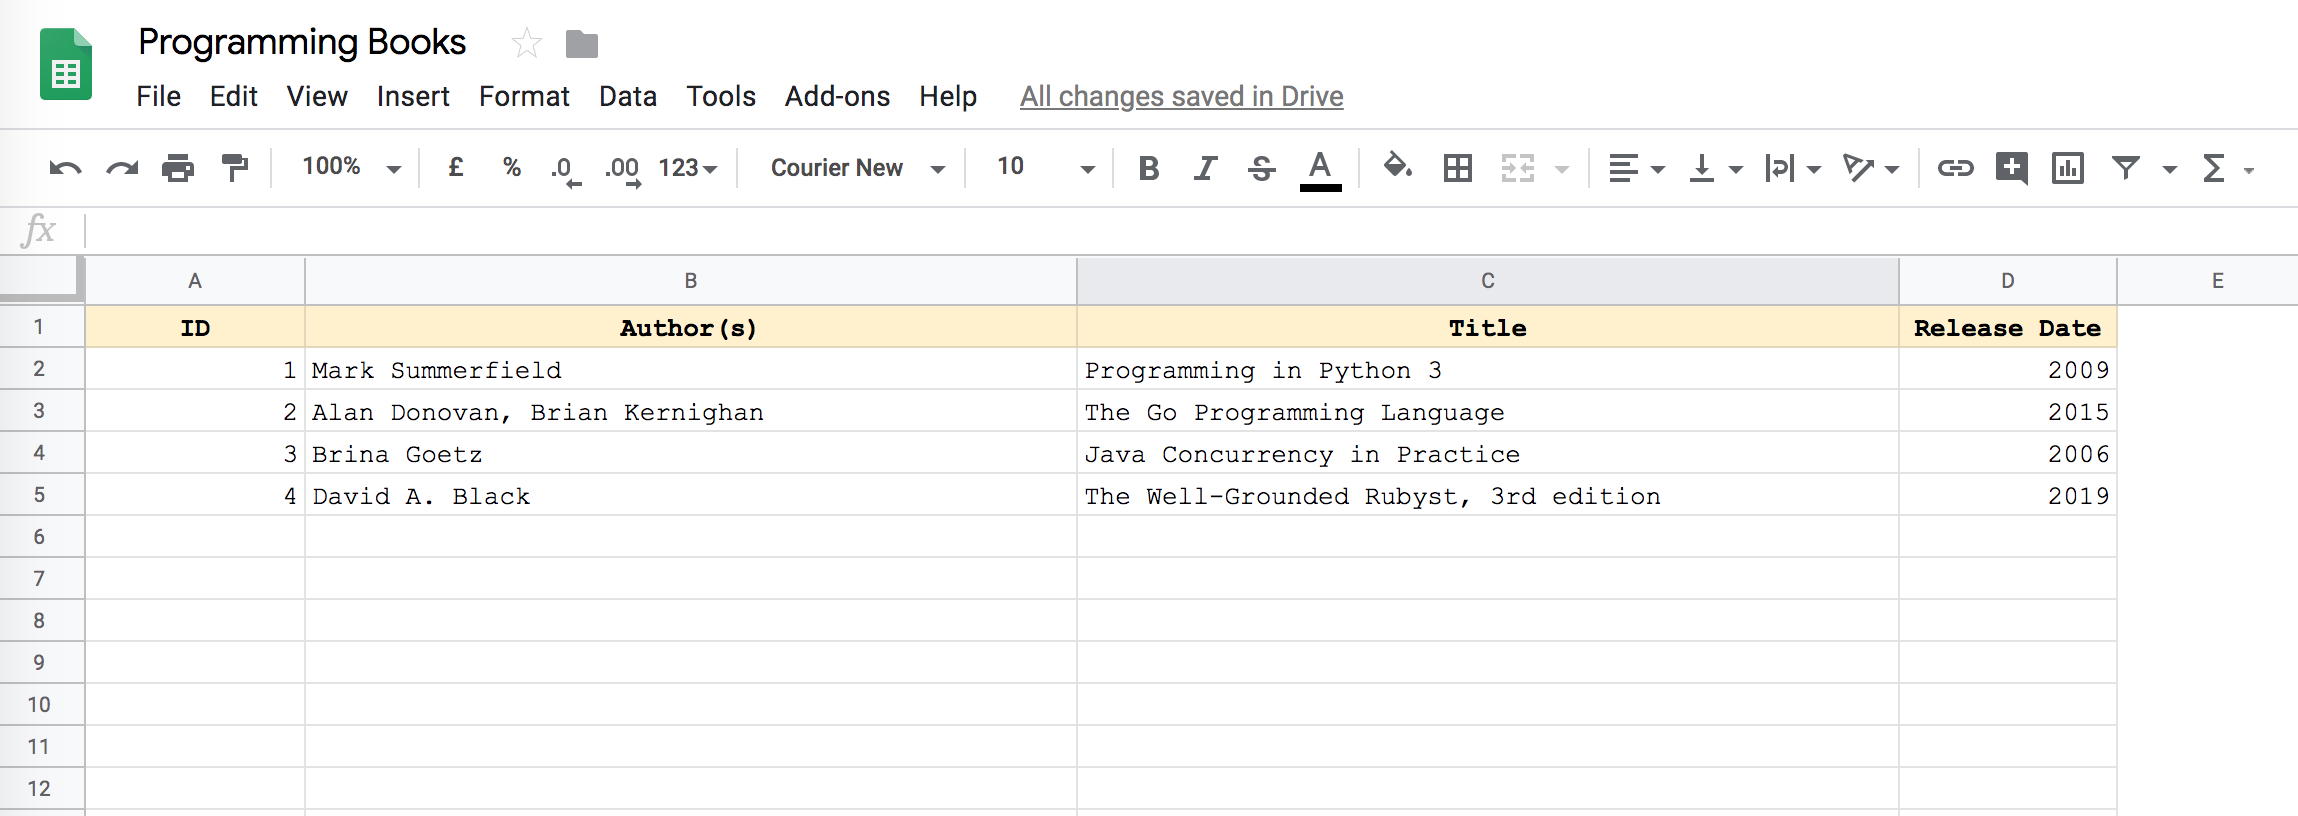 Programming Books
File Edit View Insert Format Data Tools Add-ons Help All changes saved in Drive
100% £ % .0 .00 123 Courier New 10 B I S A Σ
fx
A B C D E
1 ID Author(s) Title Release Date
2 1 Mark Summerfield Programming in Python 3 2009
3 2 Alan Donovan, Brian Kernighan The Go Programming Language 2015
4 3 Brina Goetz Java Concurrency in Practice 2006
5 4 David A. Black The Well-Grounded Rubyst, 3rd edition 2019
6
7
8
9
10
11
12